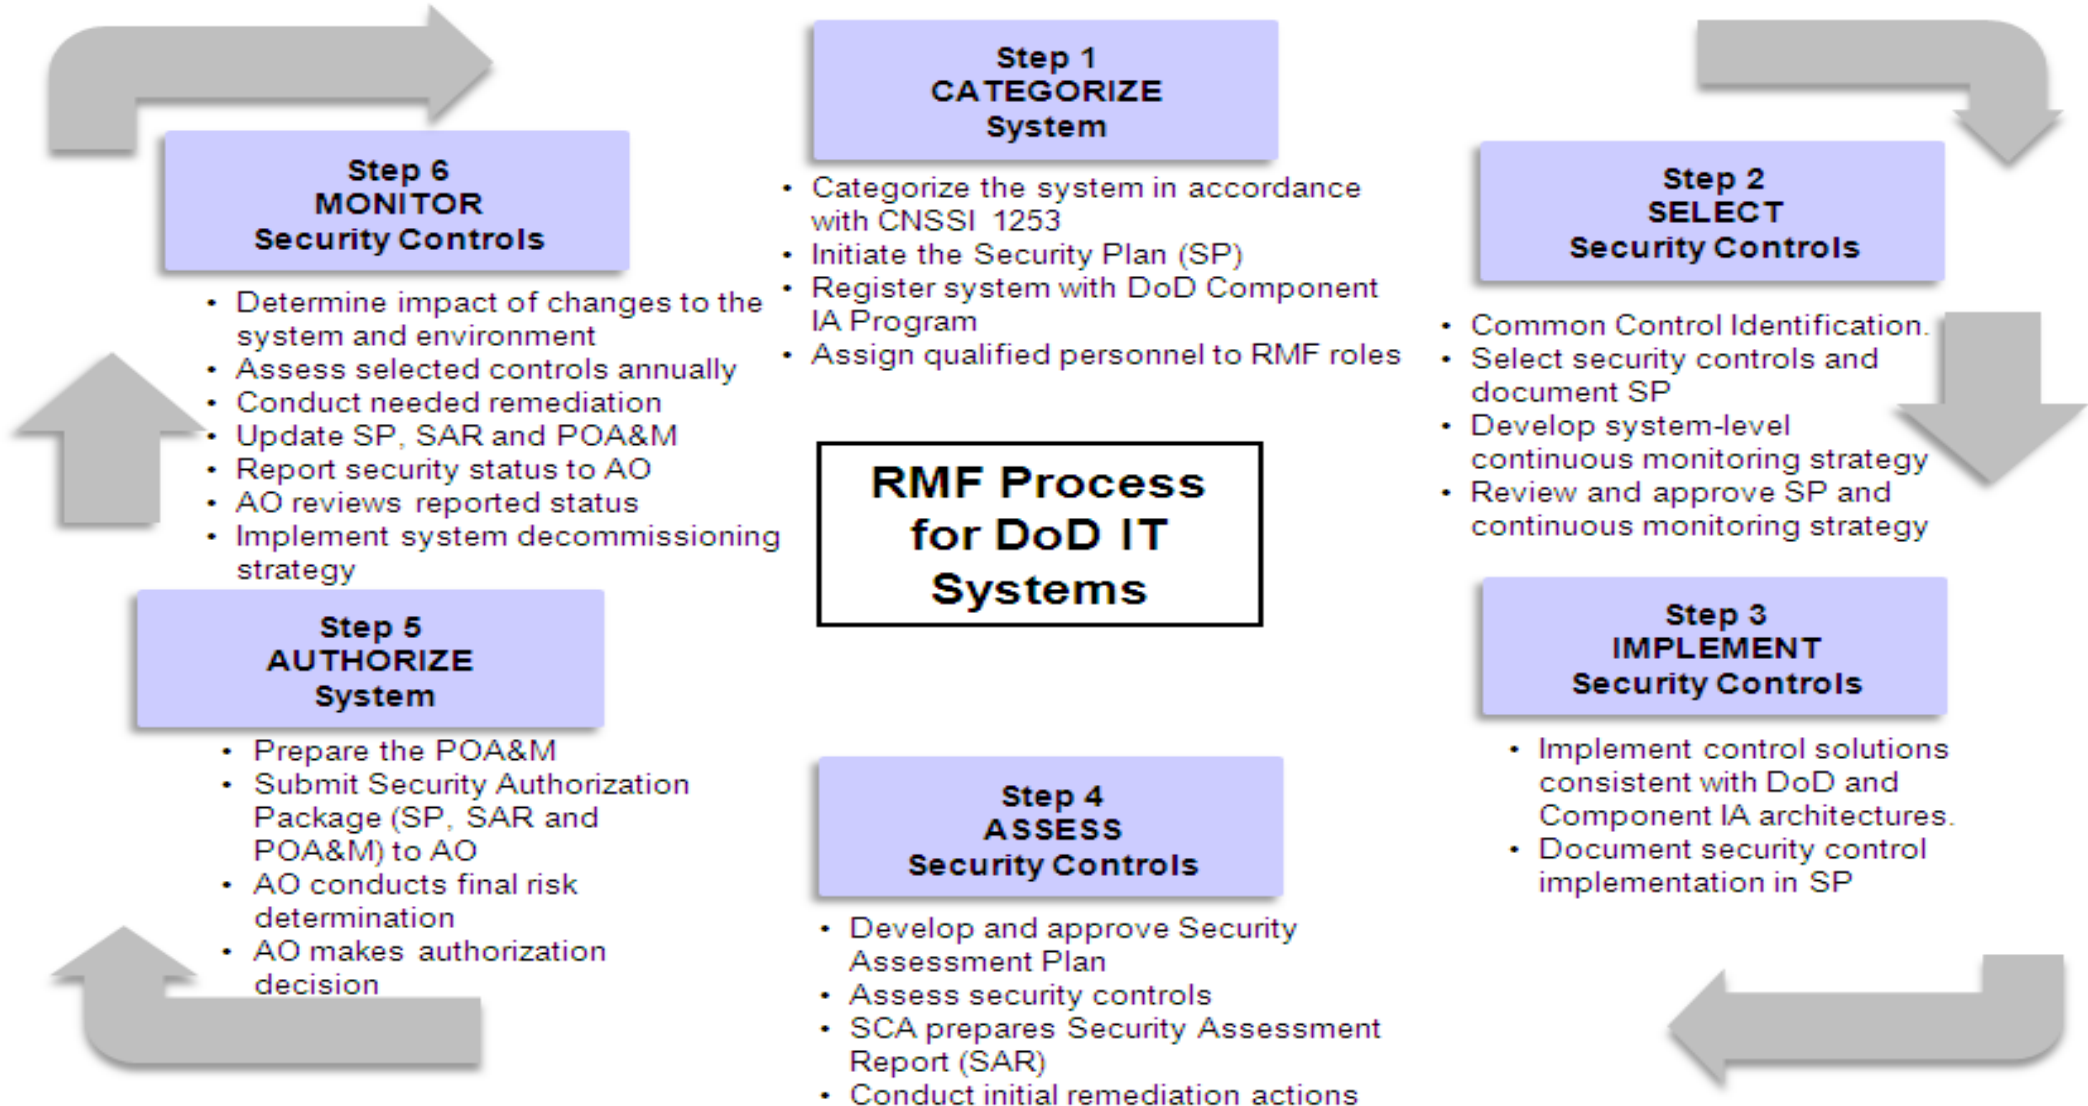 Step 1
CATEGORIZE
System
• Categorize the system in accordance
with CNSSI 1253
• Initiate the Security Plan (SP)
• Register system with DoD Component
IA Program
• Assign qualified personnel to RMF roles
Step 2
SELECT
Security Controls
• Common Control Identification.
• Select security controls and
document SP
• Develop system-level
continuous monitoring strategy
• Review and approve SP and
continuous monitoring strategy
Step 3
IMPLEMENT
Security Controls
• Implement control solutions
consistent with DoD and
Component IA architectures.
• Document security control
implementation in SP
Step 4
ASSESS
Security Controls
• Develop and approve Security
Assessment Plan
• Assess security controls
• SCA prepares Security Assessment
Report (SAR)
• Conduct initial remediation actions
Step 5
AUTHORIZE
System
• Prepare the POA&M
• Submit Security Authorization
Package (SP, SAR and
POA&M) to AO
• AO conducts final risk
determination
• AO makes authorization
decision
Step 6
MONITOR
Security Controls
• Determine impact of changes to the
system and environment
• Assess selected controls annually
• Conduct needed remediation
• Update SP, SAR and POA&M
• Report security status to AO
• AO reviews reported status
• Implement system decommissioning
strategy
RMF Process
for DoD IT
Systems